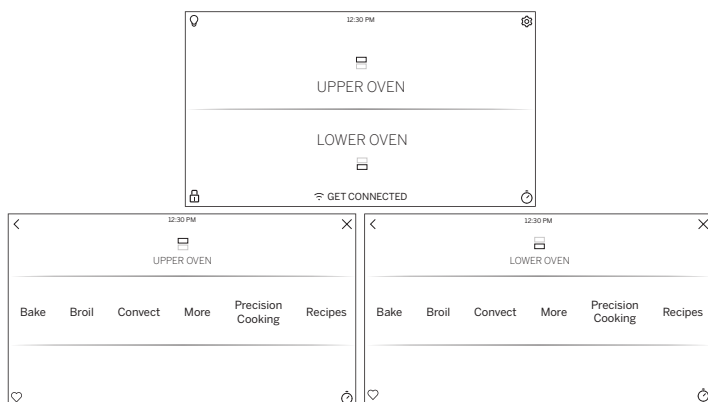 12:30 PM
UPPER OVEN
LOWER OVEN
GET CONNECTED
12:30 PM
UPPER OVEN
Bake Broil Convect More Precision Cooking Recipes
12:30 PM
LOWER OVEN
Bake Broil Convect More Precision Cooking Recipes